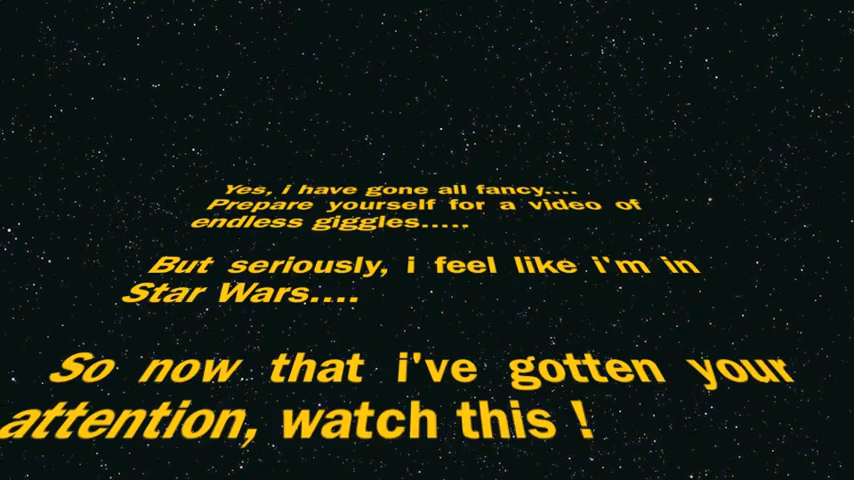 Yes, i have gone all fancy....
Prepare yourself for a video of
endless giggles.....
But seriously, i feel like i'm in
Star Wars....
So now that i've gotten your
attention, watch this !